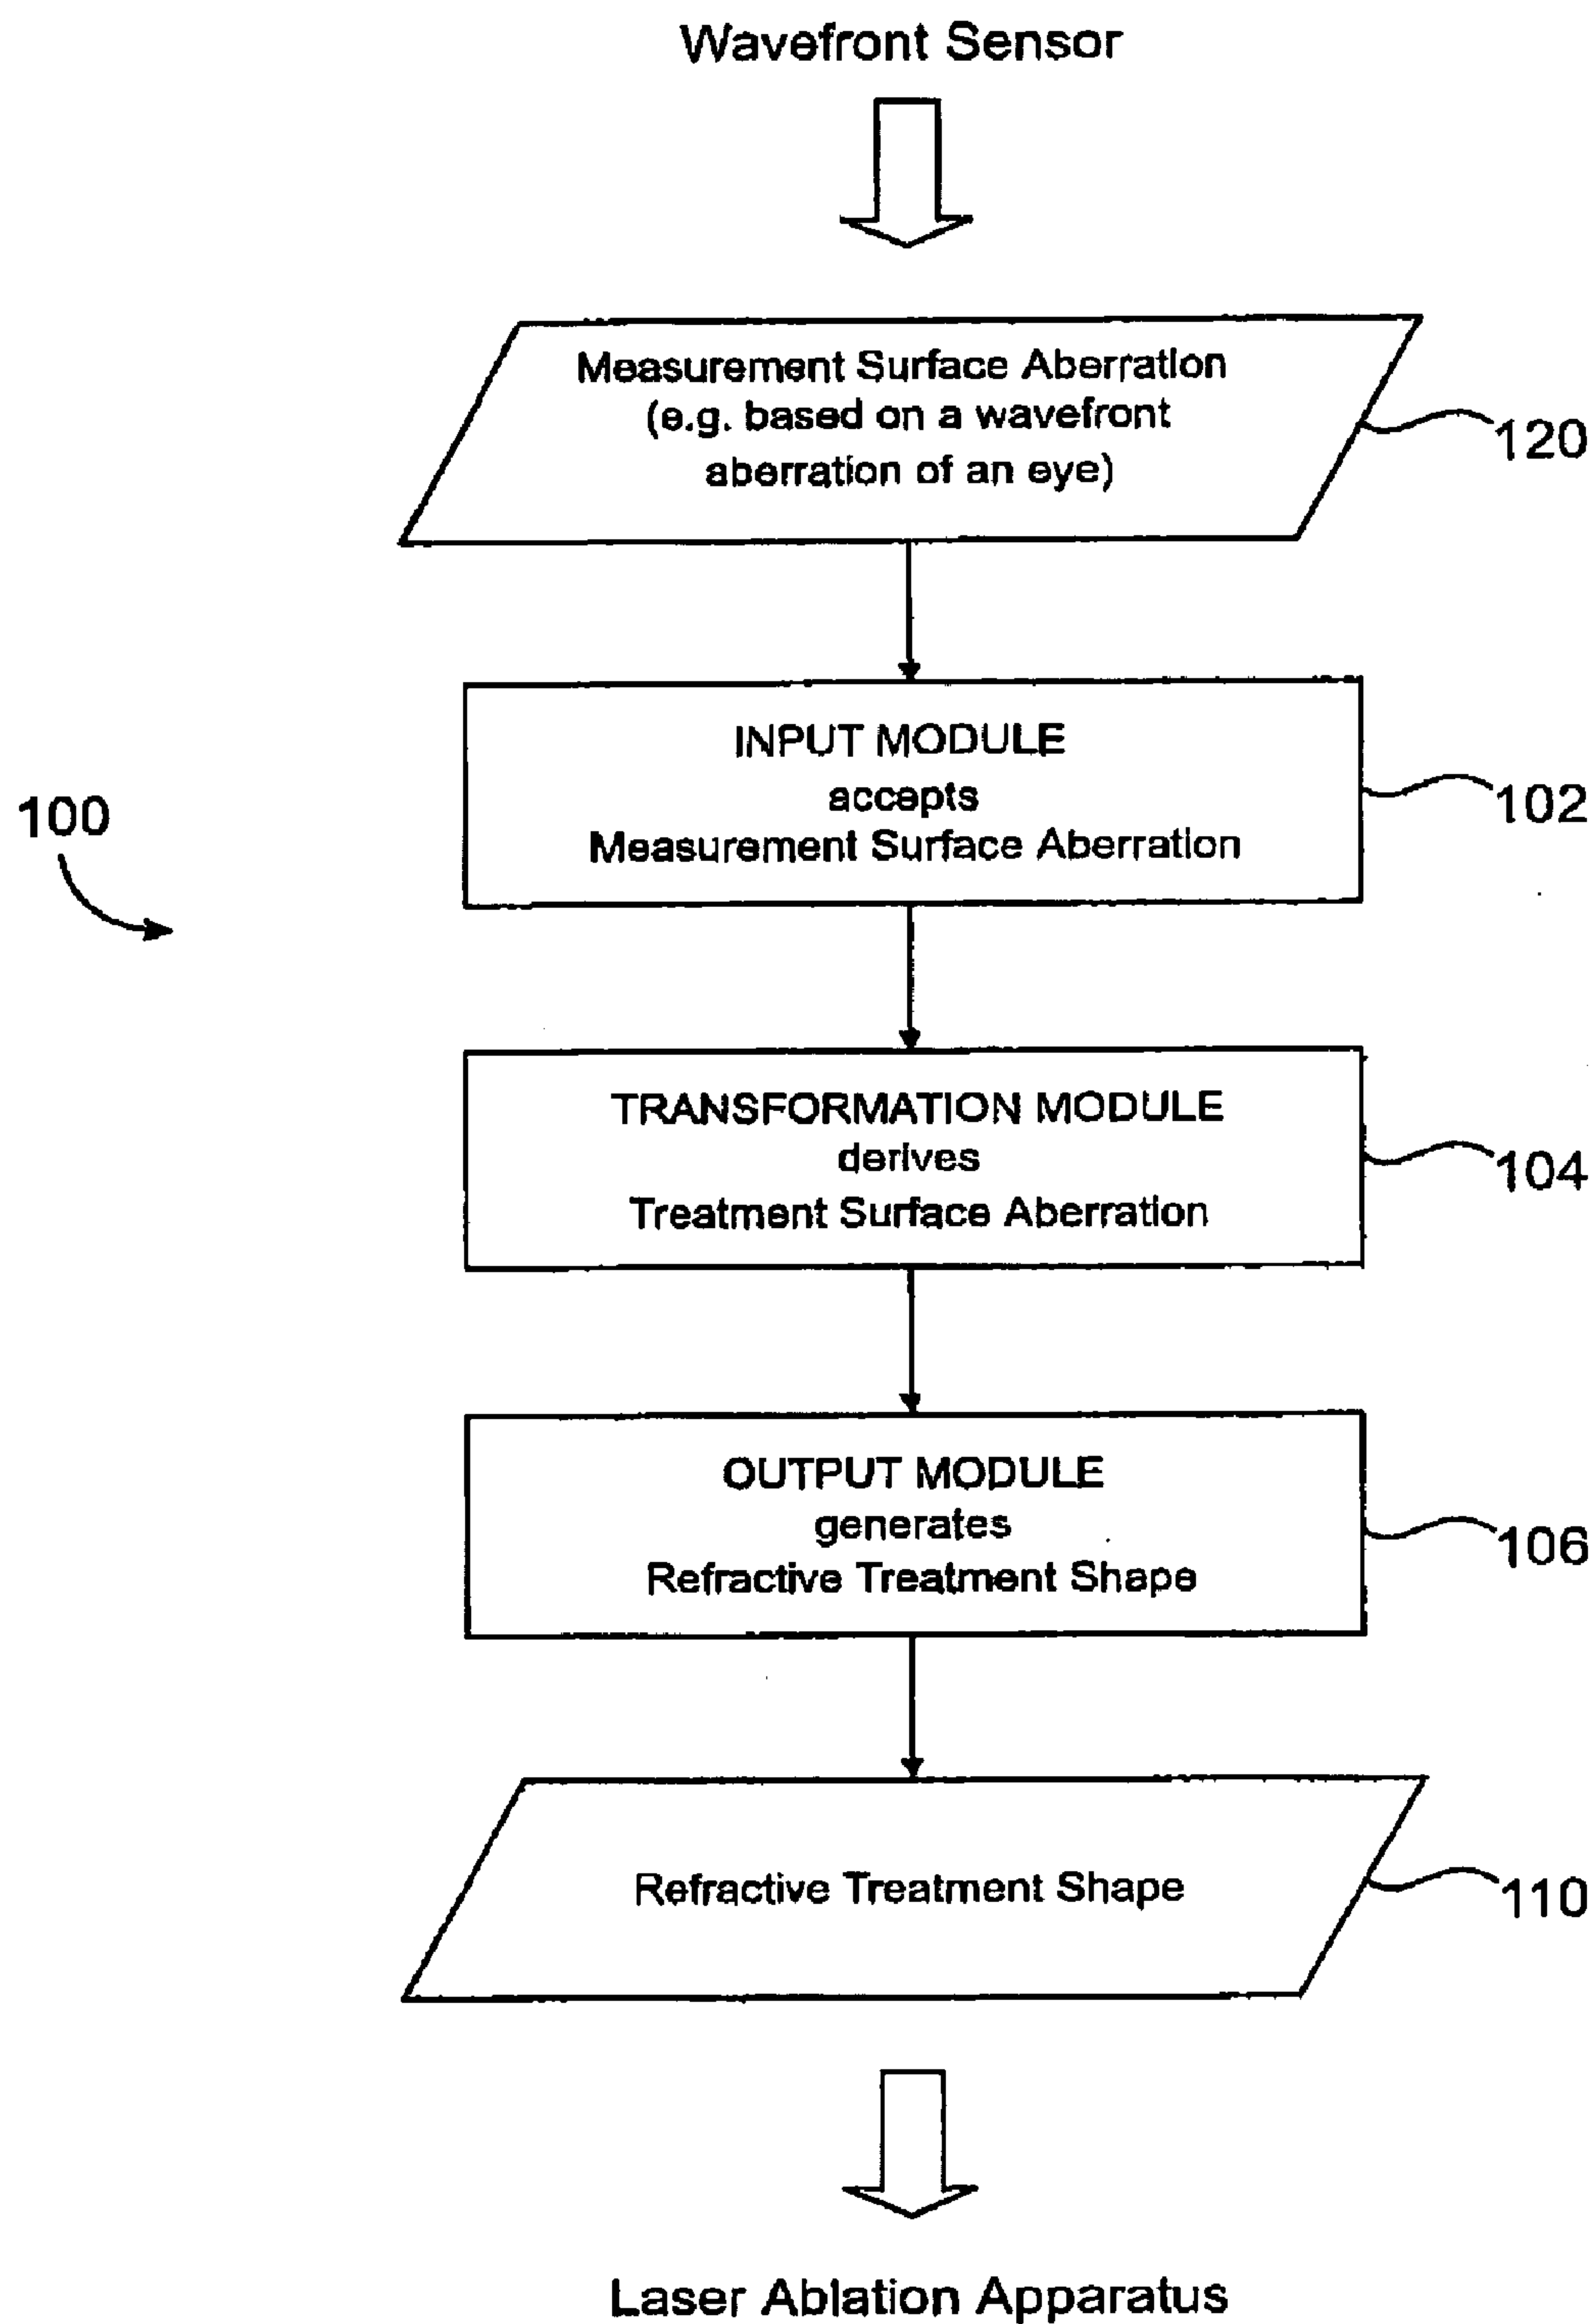 Wavefront Sensor
Measurement Surface Aberration
(e.g. based on a wavefront
aberration of an eye)
120
INPUT MODULE
accepts
Measurement Surface Aberration
102
100
TRANSFORMATION MODULE
derives
Treatment Surface Aberration
104
OUTPUT MODULE
generates
Refractive Treatment Shape
106
Refractive Treatment Shape
110
Laser Ablation Apparatus